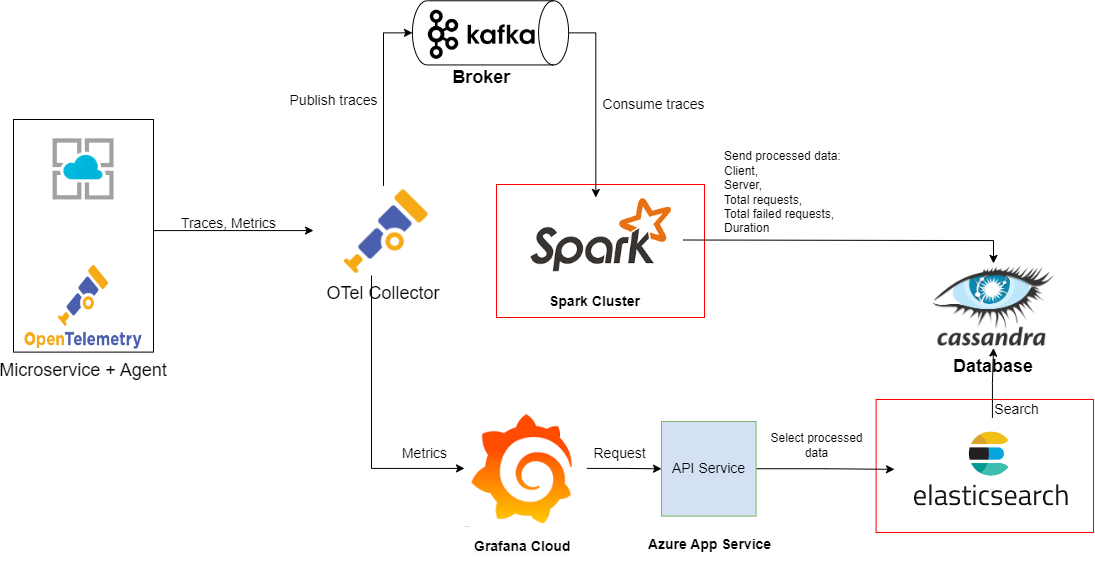 kafka
Broker
Publish traces
Consume traces
Send processed data:
Client,
Server,
Total requests,
Total failed requests,
Duration
Traces, Metrics
Spark
Spark Cluster
OTel Collector
OpenTelemetry
Microservice + Agent
cassandra
Database
Search
Metrics
Request
API Service
Select processed
data
elasticsearch
Grafana Cloud
Azure App Service